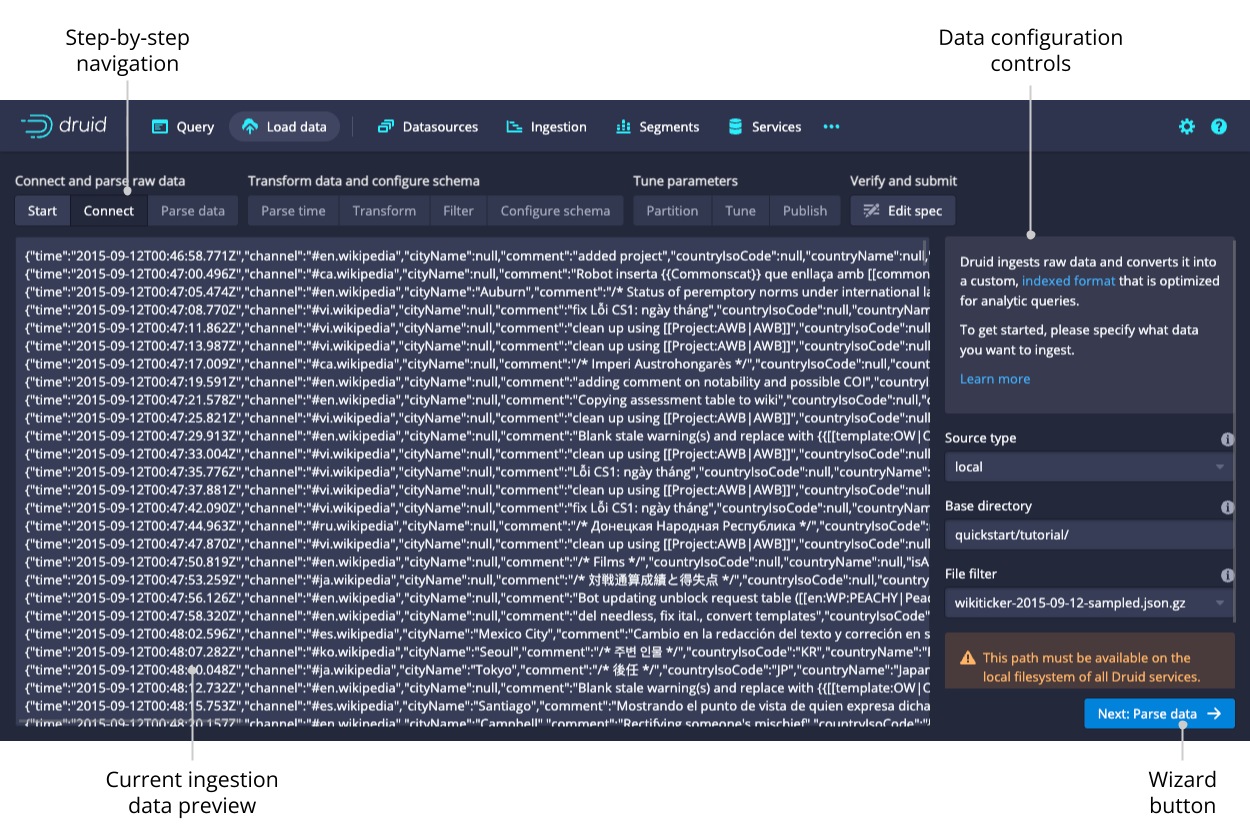 Step-by-step
navigation
Data configuration
controls
druid
Query
Load data
Datasources
Ingestion
Segments
Services
Connect and parse raw data
Transform data and configure schema
Tune parameters
Verify and submit
Start
Connect
Parse data
Parse time
Transform
Filter
Configure schema
Partition
Tune
Publish
Edit spec
{"time":"2015-09-12T00:46:58.771Z","channel":"#en.wikipedia","cityName":null,"comment":"added project","countryIsoCode":null,"countryName":null,
{"time":"2015-09-12T00:47:00.496Z","channel":"#ca.wikipedia","cityName":null,"comment":"Robot inserta {{Commonscat}} que enllaça amb [[common
{"time":"2015-09-12T00:47:05.474Z","channel":"#en.wikipedia","cityName":"Auburn","comment":"/* Status of peremptory norms under international la
{"time":"2015-09-12T00:47:08.770Z","channel":"#vi.wikipedia","cityName":null,"comment":"fix Lỗi CS1: ngày tháng","countryIsoCode":null,"countryNam
{"time":"2015-09-12T00:47:11.862Z","channel":"#vi.wikipedia","cityName":null,"comment":"clean up using [[Project:AWB|AWB]]","countryIsoCode":null
{"time":"2015-09-12T00:47:13.987Z","channel":"#vi.wikipedia","cityName":null,"comment":"clean up using [[Project:AWB|AWB]]","countryIsoCode":null
{"time":"2015-09-12T00:47:17.009Z","channel":"#ca.wikipedia","cityName":null,"comment":"/* Imperi Austrohongarès */","countryIsoCode":null,"count
{"time":"2015-09-12T00:47:19.591Z","channel":"#en.wikipedia","cityName":null,"comment":"adding comment on notability and possible COI","countryI
{"time":"2015-09-12T00:47:21.578Z","channel":"#en.wikipedia","cityName":null,"comment":"Copying assessment table to wiki","countryIsoCode":null,"c
{"time":"2015-09-12T00:47:25.821Z","channel":"#vi.wikipedia","cityName":null,"comment":"clean up using [[Project:AWB|AWB]]","countryIsoCode":null
{"time":"2015-09-12T00:47:29.913Z","channel":"#en.wikipedia","cityName":null,"comment":"Blank stale warning(s) and replace with {{[[template:OW|C
{"time":"2015-09-12T00:47:33.004Z","channel":"#vi.wikipedia","cityName":null,"comment":"clean up using [[Project:AWB|AWB]]","countryIsoCode":null
{"time":"2015-09-12T00:47:35.776Z","channel":"#vi.wikipedia","cityName":null,"comment":"Lỗi CS1: ngày tháng","countryIsoCode":null,"countryName":
{"time":"2015-09-12T00:47:37.881Z","channel":"#vi.wikipedia","cityName":null,"comment":"clean up using [[Project:AWB|AWB]]","countryIsoCode":null
{"time":"2015-09-12T00:47:42.090Z","channel":"#vi.wikipedia","cityName":null,"comment":"fix Lỗi CS1: ngày tháng","countryIsoCode":null,"countryNam
{"time":"2015-09-12T00:47:44.963Z","channel":"#ru.wikipedia","cityName":null,"comment":"/* Донецкая Народная Республика */","countryIsoCode":
{"time":"2015-09-12T00:47:47.870Z","channel":"#vi.wikipedia","cityName":null,"comment":"clean up using [[Project:AWB|AWB]]","countryIsoCode":null
{"time":"2015-09-12T00:47:50.819Z","channel":"#en.wikipedia","cityName":null,"comment":"/* Films */","countryIsoCode":null,"countryName":null,"isA
{"time":"2015-09-12T00:47:53.259Z","channel":"#ja.wikipedia","cityName":null,"comment":"/* 対戦通算成績と得失点 */","countryIsoCode":null,"country
{"time":"2015-09-12T00:47:56.126Z","channel":"#en.wikipedia","cityName":null,"comment":"Bot updating unblock request table ([[en:WP:PEACHY|Peac
{"time":"2015-09-12T00:47:58.320Z","channel":"#en.wikipedia","cityName":null,"comment":"del needless, fix ital., convert templates","countryIsoCode"
{"time":"2015-09-12T00:48:02.596Z","channel":"#es.wikipedia","cityName":"Mexico City","comment":"Cambio en la redacción del texto y correción en s
{"time":"2015-09-12T00:48:07.282Z","channel":"#ko.wikipedia","cityName":"Seoul","comment":"/* 주변 인물 */","countryIsoCode":"KR","countryName":"
{"time":"2015-09-12T00:48:10.048Z","channel":"#ja.wikipedia","cityName":"Tokyo","comment":"/* 後任 */","countryIsoCode":"JP","countryName":"Japan
{"time":"2015-09-12T00:48:12.732Z","channel":"#en.wikipedia","cityName":null,"comment":"Blank stale warning(s) and replace with {{[[template:OW|C
{"time":"2015-09-12T00:48:15.753Z","channel":"#es.wikipedia","cityName":"Santiago","comment":"Mostrando el punto de vista de quien expresa dicha
{"time":"2015-09-12T00:48:20.157Z","channel":"#en.wikipedia","cityName":"Campbell","comment":"Rectifying someone's mischief","countryIsoCode":"
Druid ingests raw data and converts it into
a custom, indexed format that is optimized
for analytic queries.
To get started, please specify what data
you want to ingest.
Learn more
Source type
local
Base directory
quickstart/tutorial/
File filter
wikiticker-2015-09-12-sampled.json.gz
This path must be available on the
local filesystem of all Druid services.
Next: Parse data
Current ingestion
data preview
Wizard
button